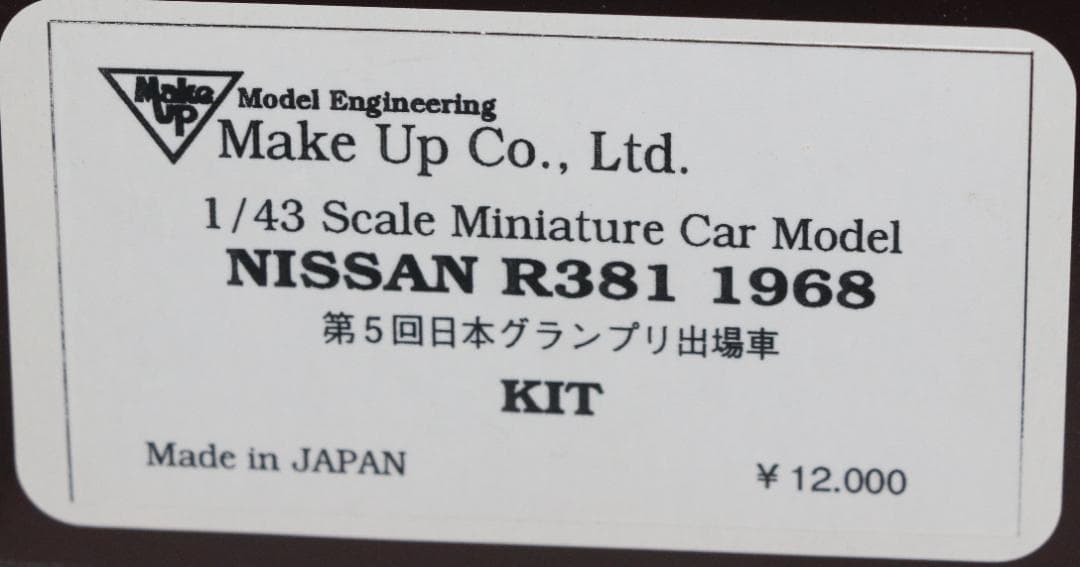 Make Up
Model Engineering
Make Up Co., Ltd.
1/43 Scale Miniature Car Model
NISSAN R381 1968
第5回日本グランプリ出場車
KIT
Made in JAPAN
¥ 12.000